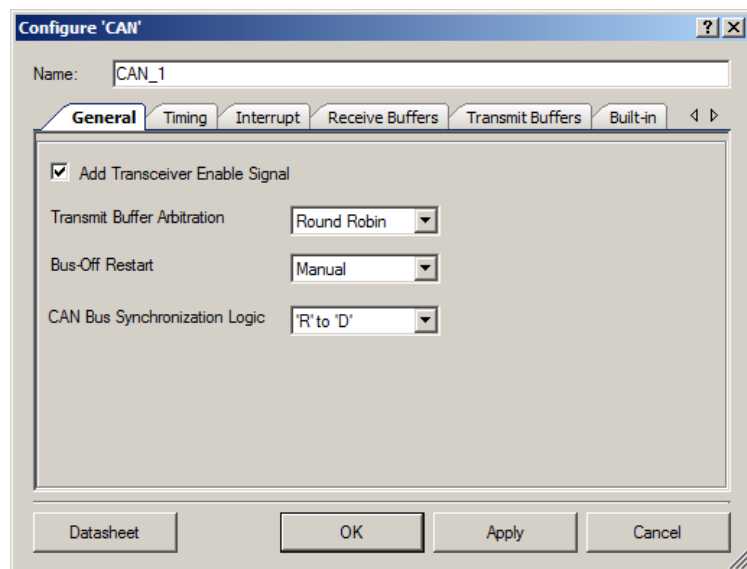 Configure 'CAN'
Name: CAN_1
General Timing Interrupt Receive Buffers Transmit Buffers Built-in
Add Transceiver Enable Signal
Transmit Buffer Arbitration Round Robin
Bus-Off Restart Manual
CAN Bus Synchronization Logic 'R' to 'D'
Datasheet OK Apply Cancel